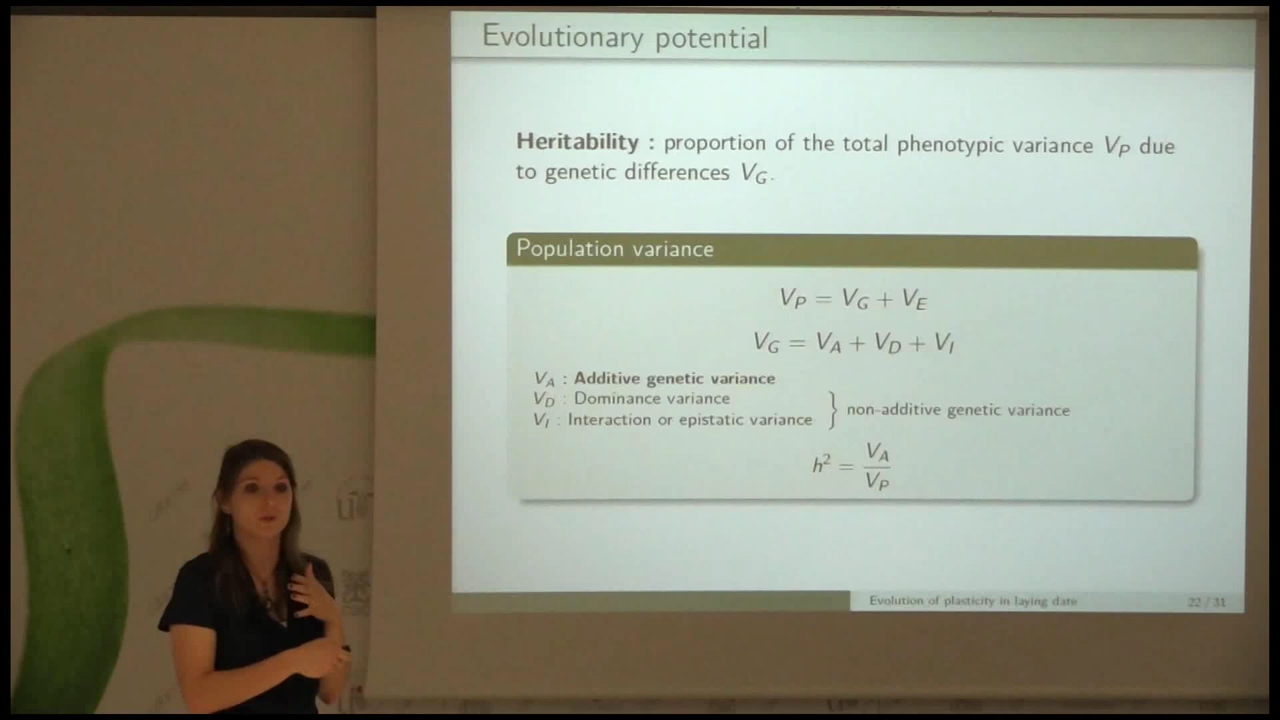 Evolutionary potential
Heritability : proportion of the total phenotypic variance V_P due
to genetic differences V_G.
Population variance
V_P = V_G + V_E
V_G = V_A + V_D + V_I
V_A : Additive genetic variance
V_D : Dominance variance
V_I : Interaction or epistatic variance
} non-additive genetic variance
h² = V_A / V_P
Evolution of plasticity in laying date 22 / 31